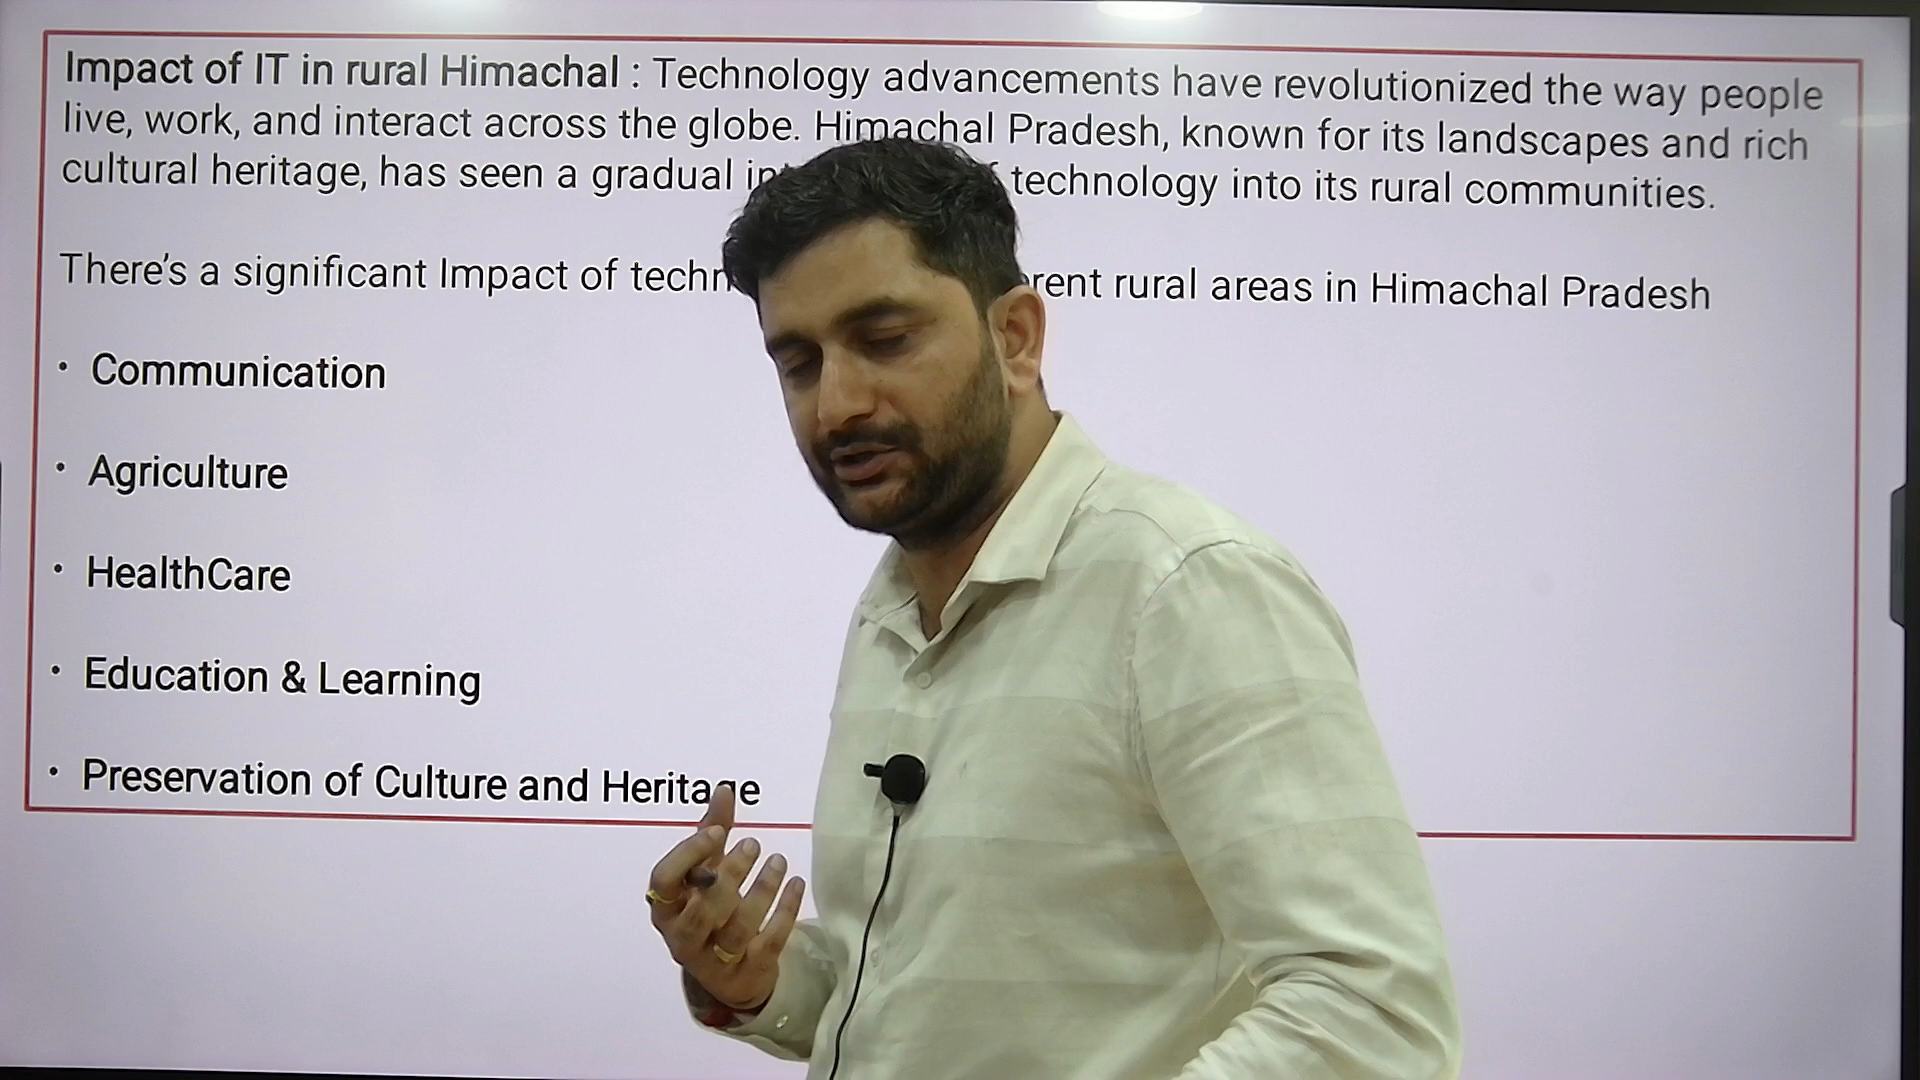 Impact of IT in rural Himachal : Technology advancements have revolutionized the way people
live, work, and interact across the globe. Himachal Pradesh, known for its landscapes and rich
cultural heritage, has seen a gradual technology into its rural communities.
There's a significant Impact of rural areas in Himachal Pradesh
• Communication
• Agriculture
• HealthCare
• Education & Learning
• Preservation of Culture and Heritage